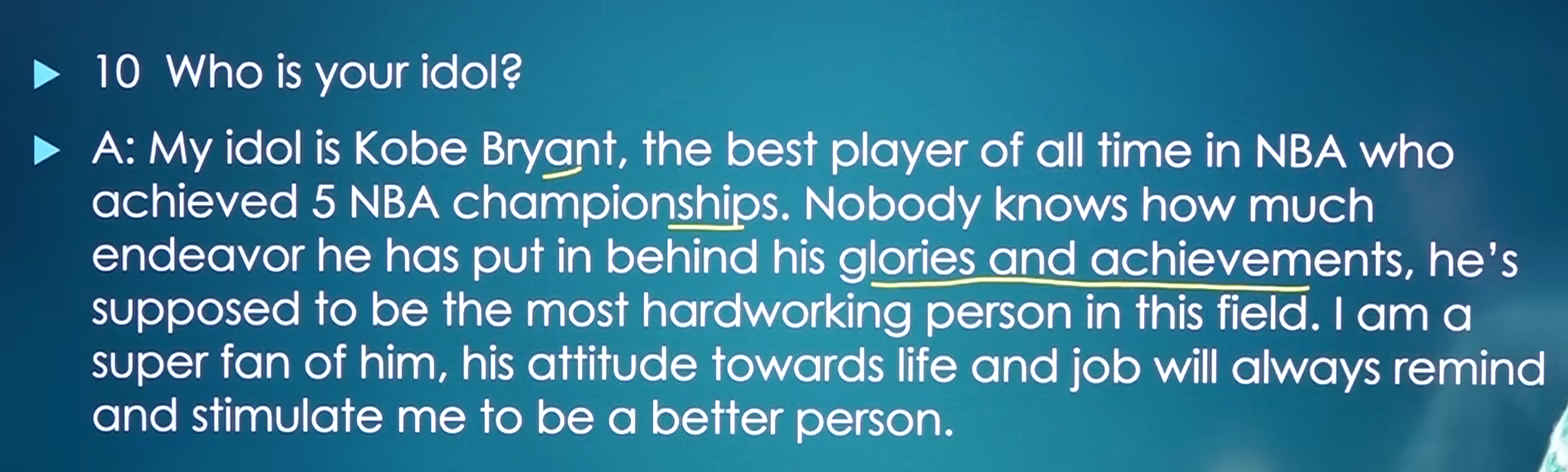 10 Who is your idol?
A: My idol is Kobe Bryant, the best player of all time in NBA who
achieved 5 NBA championships. Nobody knows how much
endeavor he has put in behind his glories and achievements, he's
supposed to be the most hardworking person in this field. I am a
super fan of him, his attitude towards life and job will always remind
and stimulate me to be a better person.